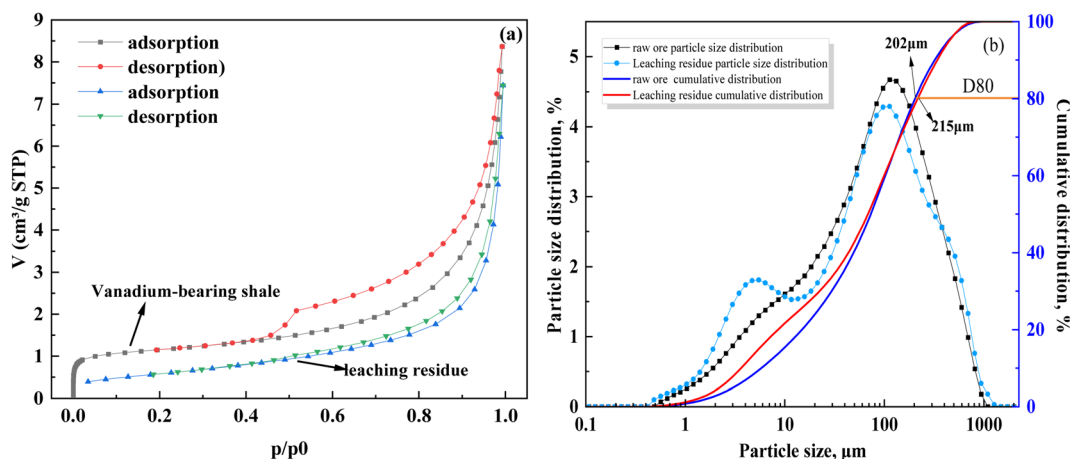 (a)
adsorption
desorption)
adsorption
desorption
Vanadium-bearing shale
leaching residue
V (cm³/g STP)
9
8
7
6
5
4
3
2
1
0
0.0 0.2 0.4 0.6 0.8 1.0
p/p0
(b)
raw ore particle size distribution
Leaching residue particle size distribution
raw ore cumulative distribution
Leaching residue cumulative distribution
202μm
D80
215μm
Particle size distribution, %
5
4
3
2
1
0
0.1 1 10 100 1000
Particle size, μm
100
80
60
40
20
0
Cumulative distribution, %